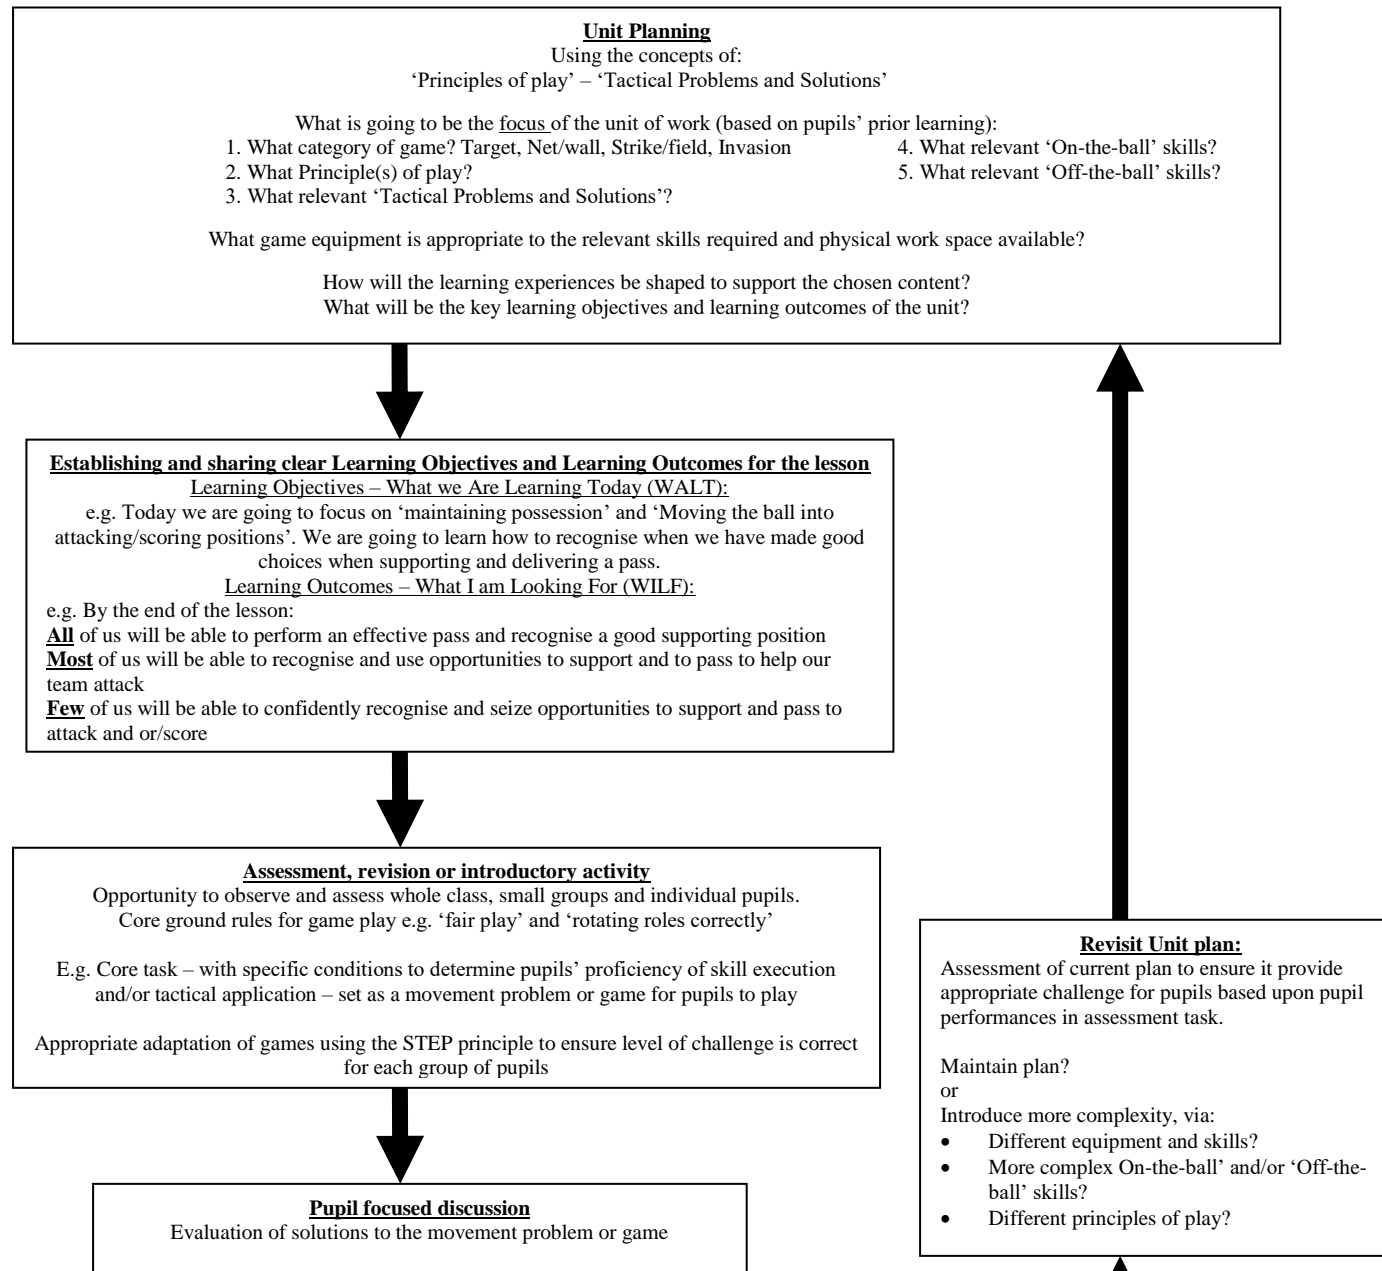 Unit Planning
Using the concepts of:
‘Principles of play’ – ‘Tactical Problems and Solutions’
What is going to be the focus of the unit of work (based on pupils’ prior learning):
1. What category of game? Target, Net/wall, Strike/field, Invasion
2. What Principle(s) of play?
3. What relevant ‘Tactical Problems and Solutions’?
4. What relevant ‘On-the-ball’ skills?
5. What relevant ‘Off-the-ball’ skills?
What game equipment is appropriate to the relevant skills required and physical work space available?
How will the learning experiences be shaped to support the chosen content?
What will be the key learning objectives and learning outcomes of the unit?
Establishing and sharing clear Learning Objectives and Learning Outcomes for the lesson
Learning Objectives – What we Are Learning Today (WALT):
e.g. Today we are going to focus on ‘maintaining possession’ and ‘Moving the ball into
attacking/scoring positions’. We are going to learn how to recognise when we have made good
choices when supporting and delivering a pass.
Learning Outcomes – What I am Looking For (WILF):
e.g. By the end of the lesson:
All of us will be able to perform an effective pass and recognise a good supporting position
Most of us will be able to recognise and use opportunities to support and to pass to help our
team attack
Few of us will be able to confidently recognise and seize opportunities to support and pass to
attack and or/score
Assessment, revision or introductory activity
Opportunity to observe and assess whole class, small groups and individual pupils.
Core ground rules for game play e.g. ‘fair play’ and ‘rotating roles correctly’
E.g. Core task – with specific conditions to determine pupils’ proficiency of skill execution
and/or tactical application – set as a movement problem or game for pupils to play
Appropriate adaptation of games using the STEP principle to ensure level of challenge is correct
for each group of pupils
Pupil focused discussion
Evaluation of solutions to the movement problem or game
Revisit Unit plan:
Assessment of current plan to ensure it provide
appropriate challenge for pupils based upon pupil
performances in assessment task.
Maintain plan?
or
Introduce more complexity, via:
• Different equipment and skills?
• More complex On-the-ball’ and/or ‘Off-the-
ball’ skills?
• Different principles of play?